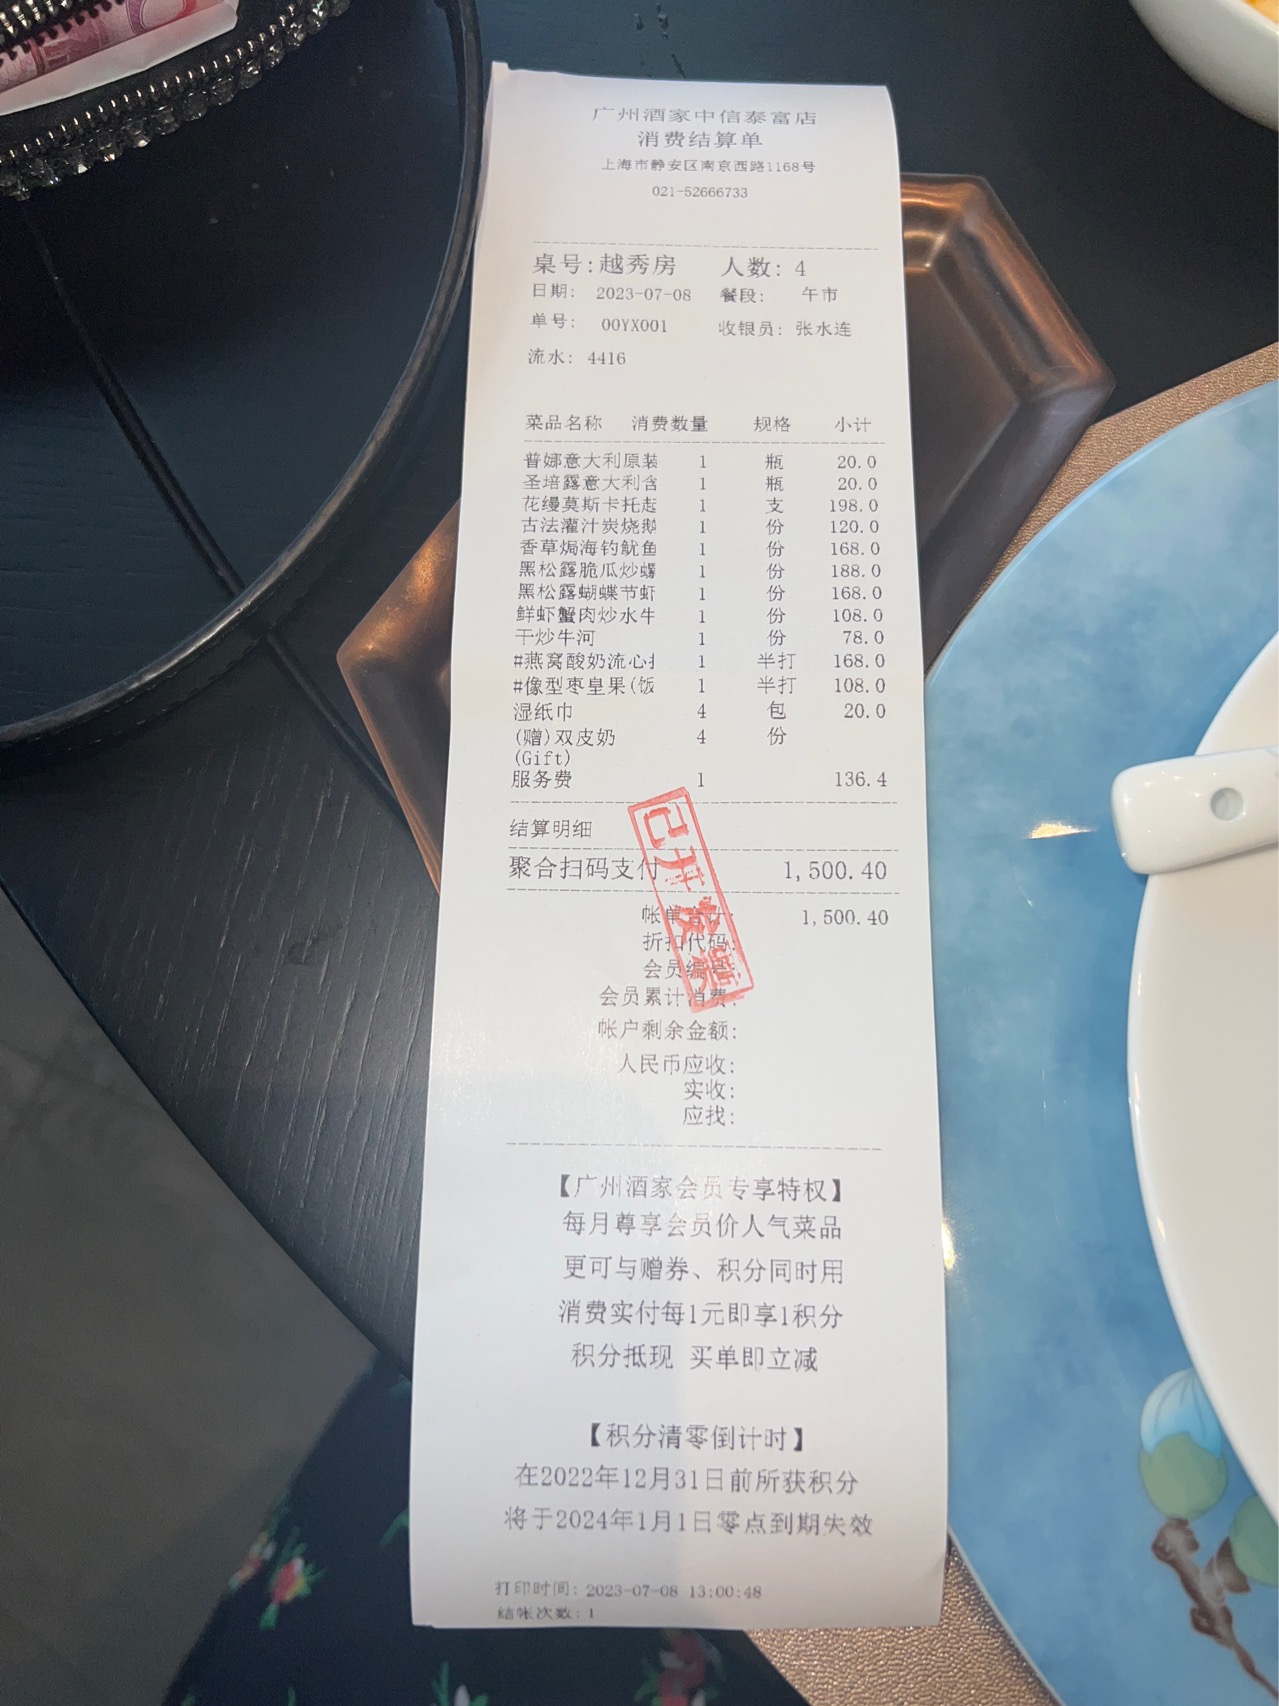 广州酒家中信泰富店
消费结算单
上海市静安区南京西路1168号
021-52666733
桌号:越秀房 人数: 4
日期: 2023-07-08 餐段: 午市
单号: 00YX001 收银员: 张水连
流水: 4416
菜品名称 消费数量 规格 小计
普娜意大利原装 1 瓶 20.0
圣培露意大利含 1 瓶 20.0
花缦莫斯卡托起 1 支 198.0
古法灌汁炭烧鹅 1 份 120.0
香草焗海钓鱿鱼 1 份 168.0
黑松露脆瓜炒螺 1 份 188.0
黑松露蝴蝶节虾 1 份 168.0
鲜虾蟹肉炒水牛 1 份 108.0
干炒牛河 1 份 78.0
#燕窝酸奶流心 1 半打 168.0
#像型枣皇果(饭 1 半打 108.0
湿纸巾 4 包 20.0
(赠)双皮奶 4 份
(Gift)
服务费 1 136.4
结算明细
聚合扫码支付 1,500.40
已开发票
帐单合计: 1,500.40
折扣代码:
会员编号:
会员累计消费:
帐户剩余金额:
人民币应收:
实收:
应找:
【广州酒家会员专享特权】
每月尊享会员价人气菜品
更可与赠券、积分同时用
消费实付每1元即享1积分
积分抵现 买单即立减
【积分清零倒计时】
在2022年12月31日前所获积分
将于2024年1月1日零点到期失效
打印时间: 2023-07-08 13:00:48
结帐次数: 1